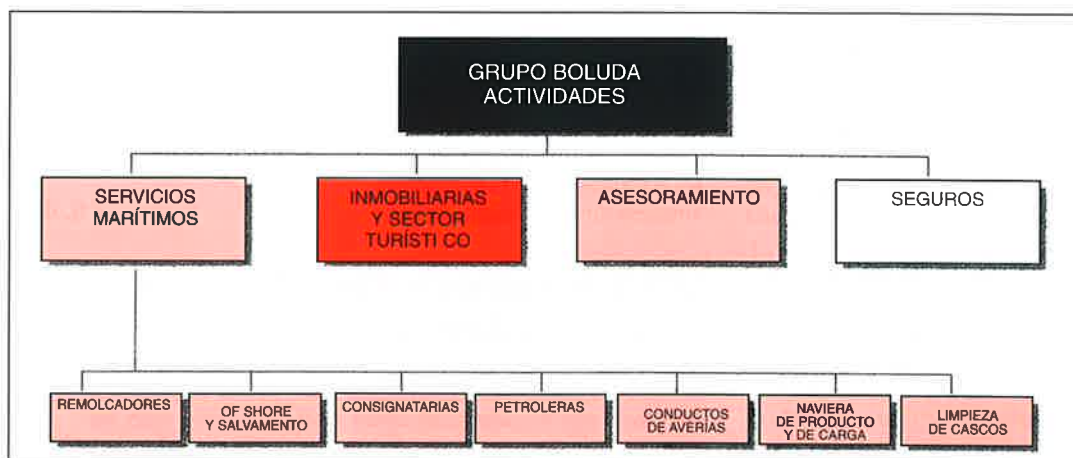 GRUPO BOLUDA
ACTIVIDADES
SERVICIOS
MARÍTIMOS
INMOBILIARIAS
Y SECTOR
TURÍSTI CO
ASESORAMIENTO
SEGUROS
REMOLCADORES
OF SHORE
Y SALVAMENTO
CONSIGNATARIAS
PETROLERAS
CONDUCTOS
DE AVERÍAS
NAVIERA
DE PRODUCTO
Y DE CARGA
LIMPIEZA
DE CASCOS